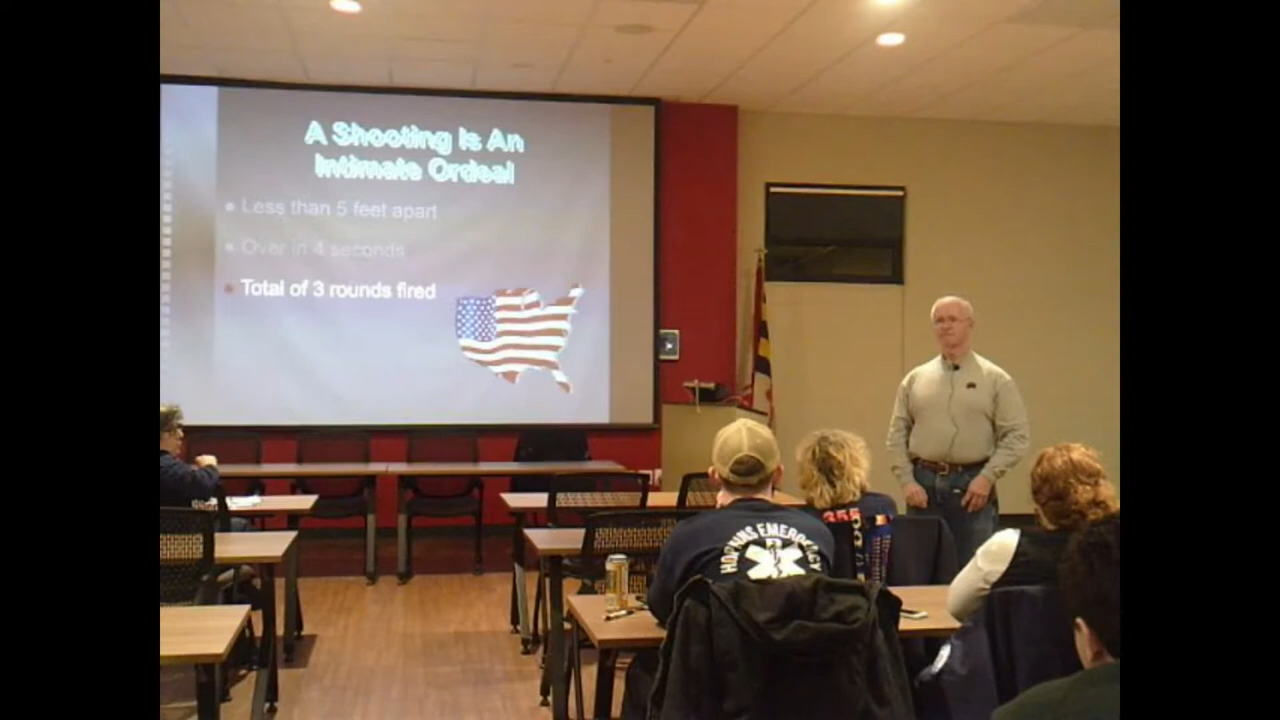 A Shooting Is An
Intimate Ordeal
Less than 5 feet apart
Over in 4 seconds
Total of 3 rounds fired
HOPKINS EMERGENCY
355